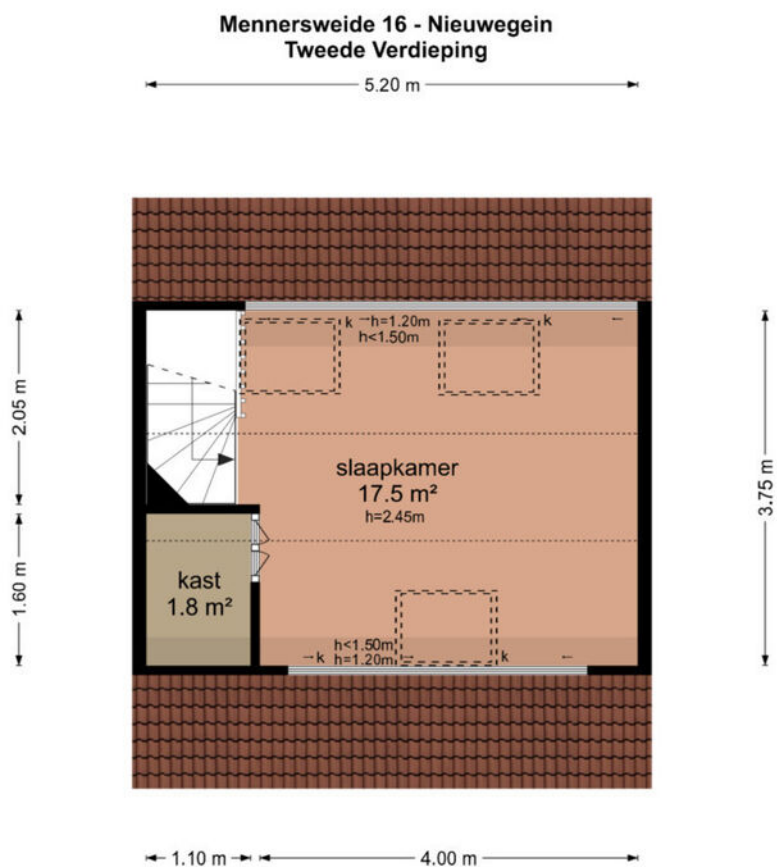 Mennersweide 16 - Nieuwegein
Tweede Verdieping
5.20 m
k h=1.20m k
h<1.50m
2.05 m
3.75 m
slaapkamer
17.5 m²
h=2.45m
1.60 m
kast
1.8 m²
h<1.50m
k h=1.20m k
1.10 m
4.00 m